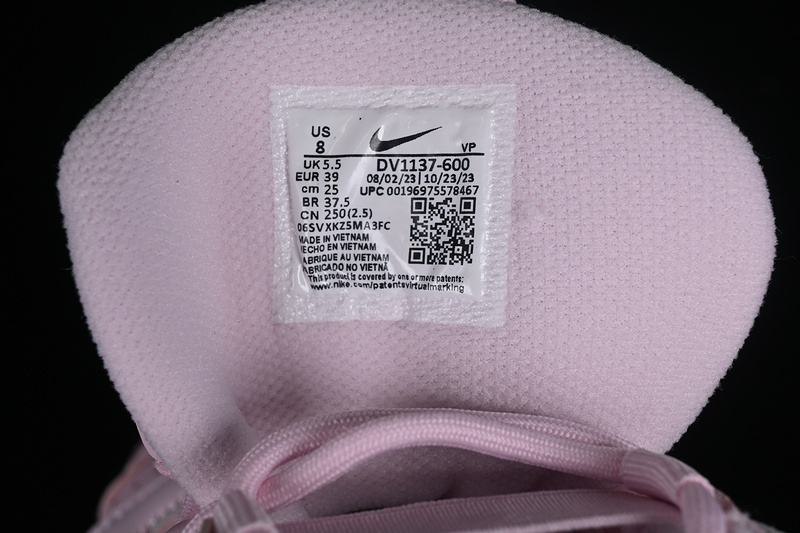 US
8
VP
UK 5.5
DV1137-600
EUR 39
08/02/23|10/23/23
cm 25
UPC 00196975578467
BR 37.5
CN 250(2.5)
06SVXKZ5MA3FC
MADE IN VIETNAM
HECHO EN VIETNAM
FABRIQUE AU VIETNAM
FABRICADO NO VIETNÃ
This product is covered by one or more patents:
www.nike.com/patentsvirtualmarking